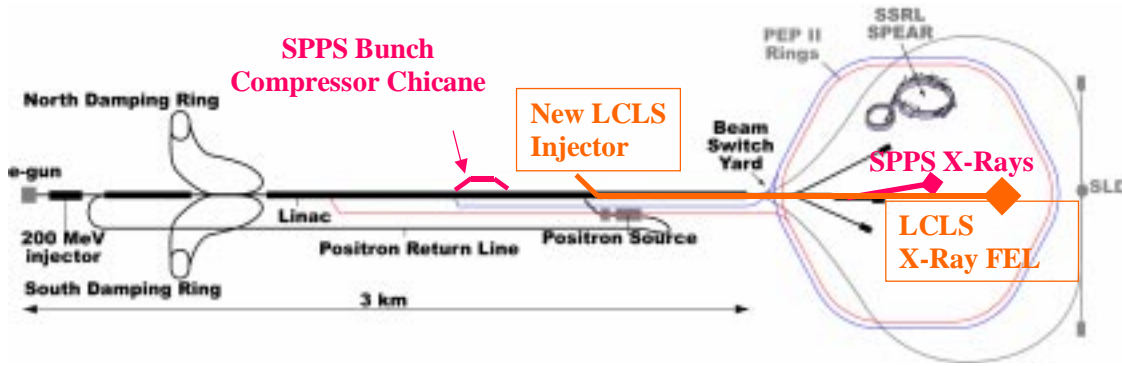 SSRL
SPEAR
PEP II
Rings
SPPS Bunch
Compressor Chicane
North Damping Ring
New LCLS
Injector
Beam
Switch
Yard
SPPS X-Rays
e-gun
SLD
Linac
200 MeV
injector
Positron Return Line
Positron Source
LCLS
X-Ray FEL
South Damping Ring
3 km